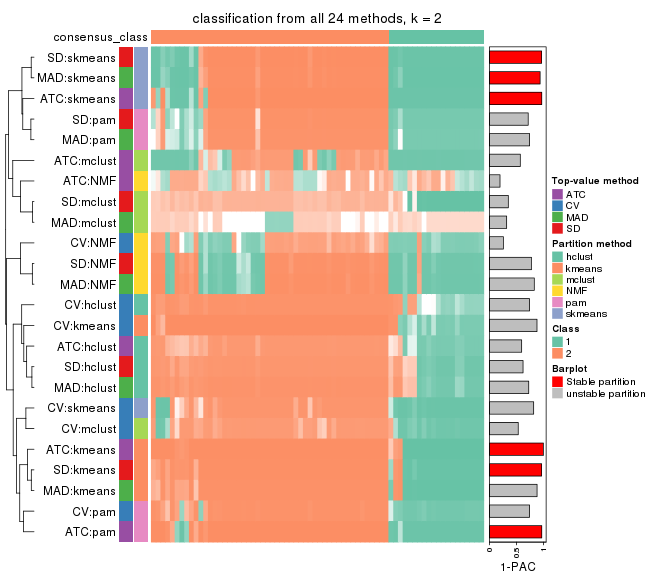 classification from all 24 methods, k = 2
consensus_class
SD:skmeans
MAD:skmeans
ATC:skmeans
SD:pam
MAD:pam
ATC:mclust
ATC:NMF
SD:mclust
MAD:mclust
CV:NMF
SD:NMF
MAD:NMF
CV:hclust
CV:kmeans
ATC:hclust
SD:hclust
MAD:hclust
CV:skmeans
CV:mclust
ATC:kmeans
SD:kmeans
MAD:kmeans
CV:pam
ATC:pam
0
0.5
1
1-PAC
Top-value method
ATC
CV
MAD
SD
Partition method
hclust
kmeans
mclust
NMF
pam
skmeans
Class
1
2
Barplot
Stable partition
unstable partition